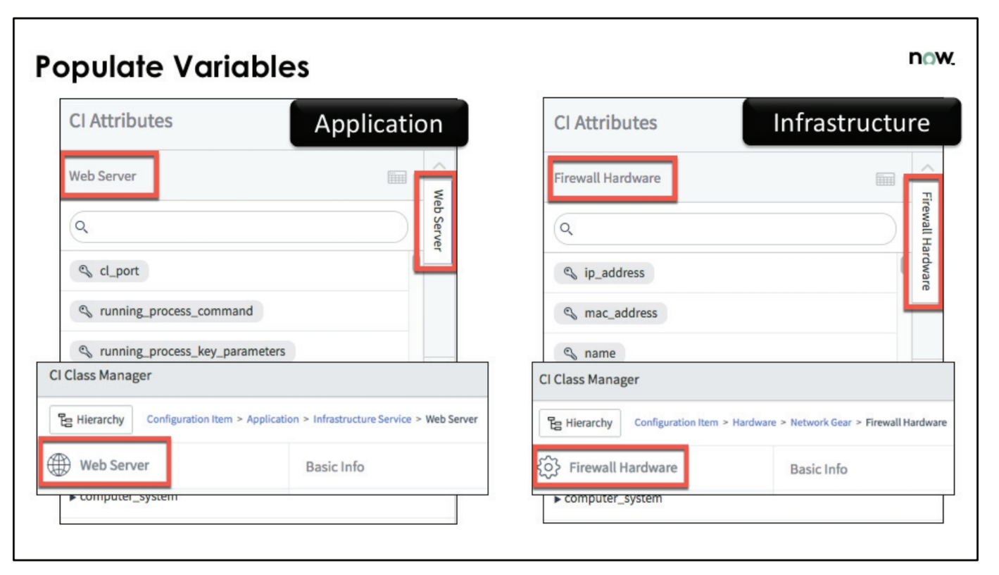 Populate Variables
now.
CI Attributes
Application
Web Server
Web Server
cl_port
running_process_command
running_process_key_parameters
CI Class Manager
Hierarchy
Configuration Item > Application > Infrastructure Service > Web Server
Web Server
Basic Info
computer_system
CI Attributes
Infrastructure
Firewall Hardware
Firewall Hardware
ip_address
mac_address
name
CI Class Manager
Hierarchy
Configuration Item > Hardware > Network Gear > Firewall Hardware
Firewall Hardware
Basic Info
computer_system